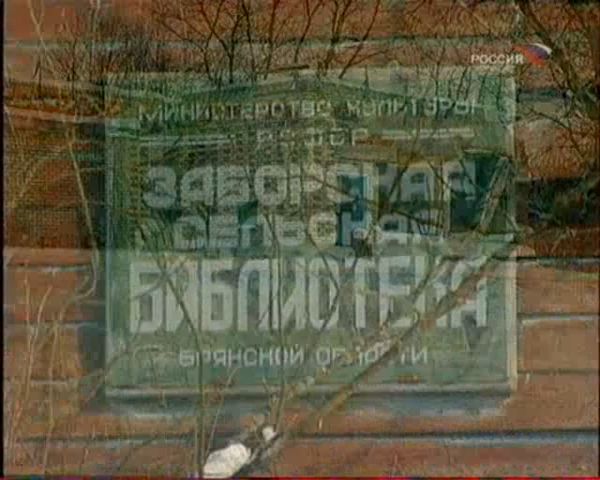 РОССИЯ
МИНИСТЕРСТВО КУЛЬТУРЫ
РСФСР
ЗАБОРСКАЯ
СЕЛЬСКАЯ
БИБЛИОТЕКА
БРЯНСКОЙ ОБЛАСТИ